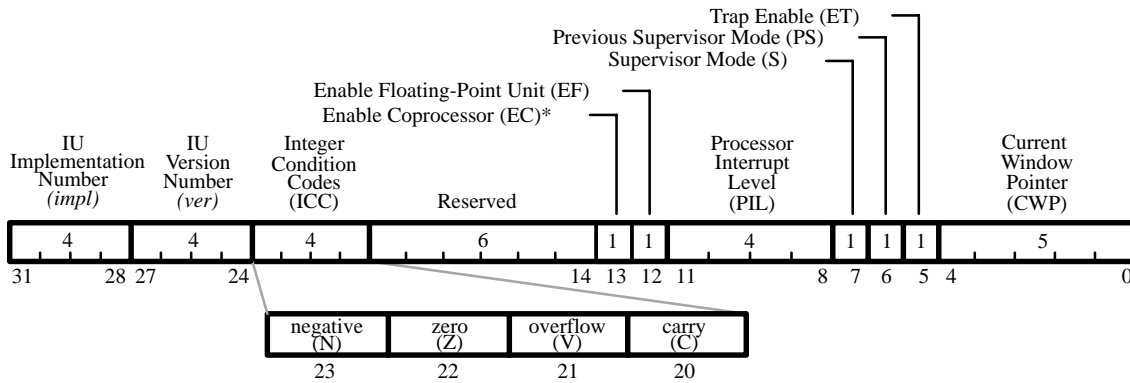 Trap Enable (ET)
Previous Supervisor Mode (PS)
Supervisor Mode (S)
Enable Floating-Point Unit (EF)
Enable Coprocessor (EC)*
IU
Implementation
Number
(impl)
IU
Version
Number
(ver)
Integer
Condition
Codes
(ICC)
Reserved
Processor
Interrupt
Level
(PIL)
Current
Window
Pointer
(CWP)
4 4 4 6 1 1 4 1 1 1 5
31 28 27 24 14 13 12 11 8 7 6 5 4 0
negative
(N)
zero
(Z)
overflow
(V)
carry
(C)
23 22 21 20